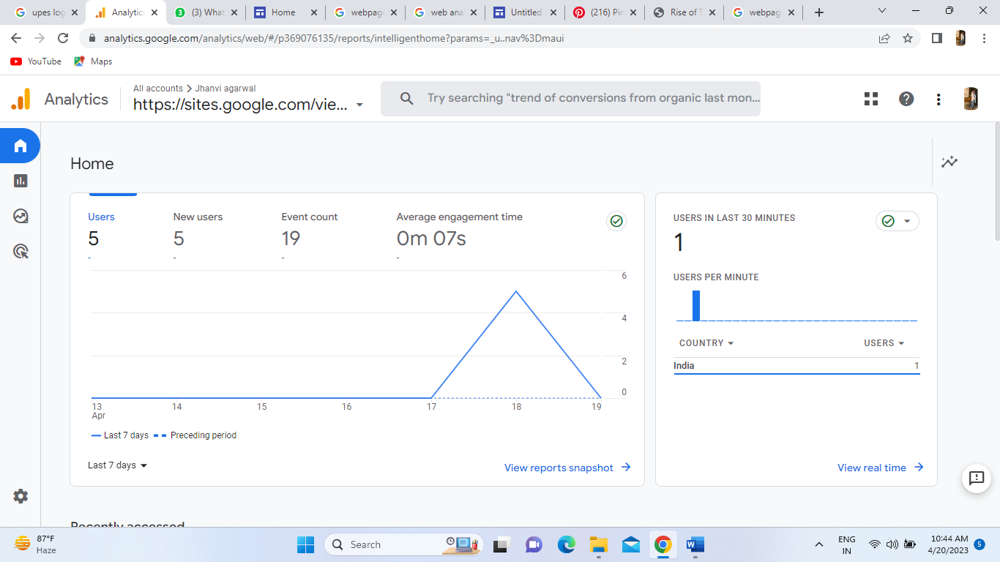 upes log
Analytics
3
(3) What
Home
webpag
web ana
Untitled
(216) Pin
Rise of T
webpag
analytics.google.com/analytics/web/#/p369076135/reports/intelligenthome?params=_u..nav%3Dmaui
YouTube
Maps
Analytics
All accounts > Jhanvi agarwal
https://sites.google.com/vie...
Try searching "trend of conversions from organic last mon...
Home
Users
New users
Event count
Average engagement time
5
5
19
0m 07s
-
-
-
-
6
4
2
0
13
Apr
14
15
16
17
18
19
Last 7 days
Preceding period
Last 7 days
View reports snapshot
USERS IN LAST 30 MINUTES
1
USERS PER MINUTE
COUNTRY
USERS
India
1
View real time
Recently accessed
87°F
Haze
Search
ENG
IN
10:44 AM
4/20/2023
5